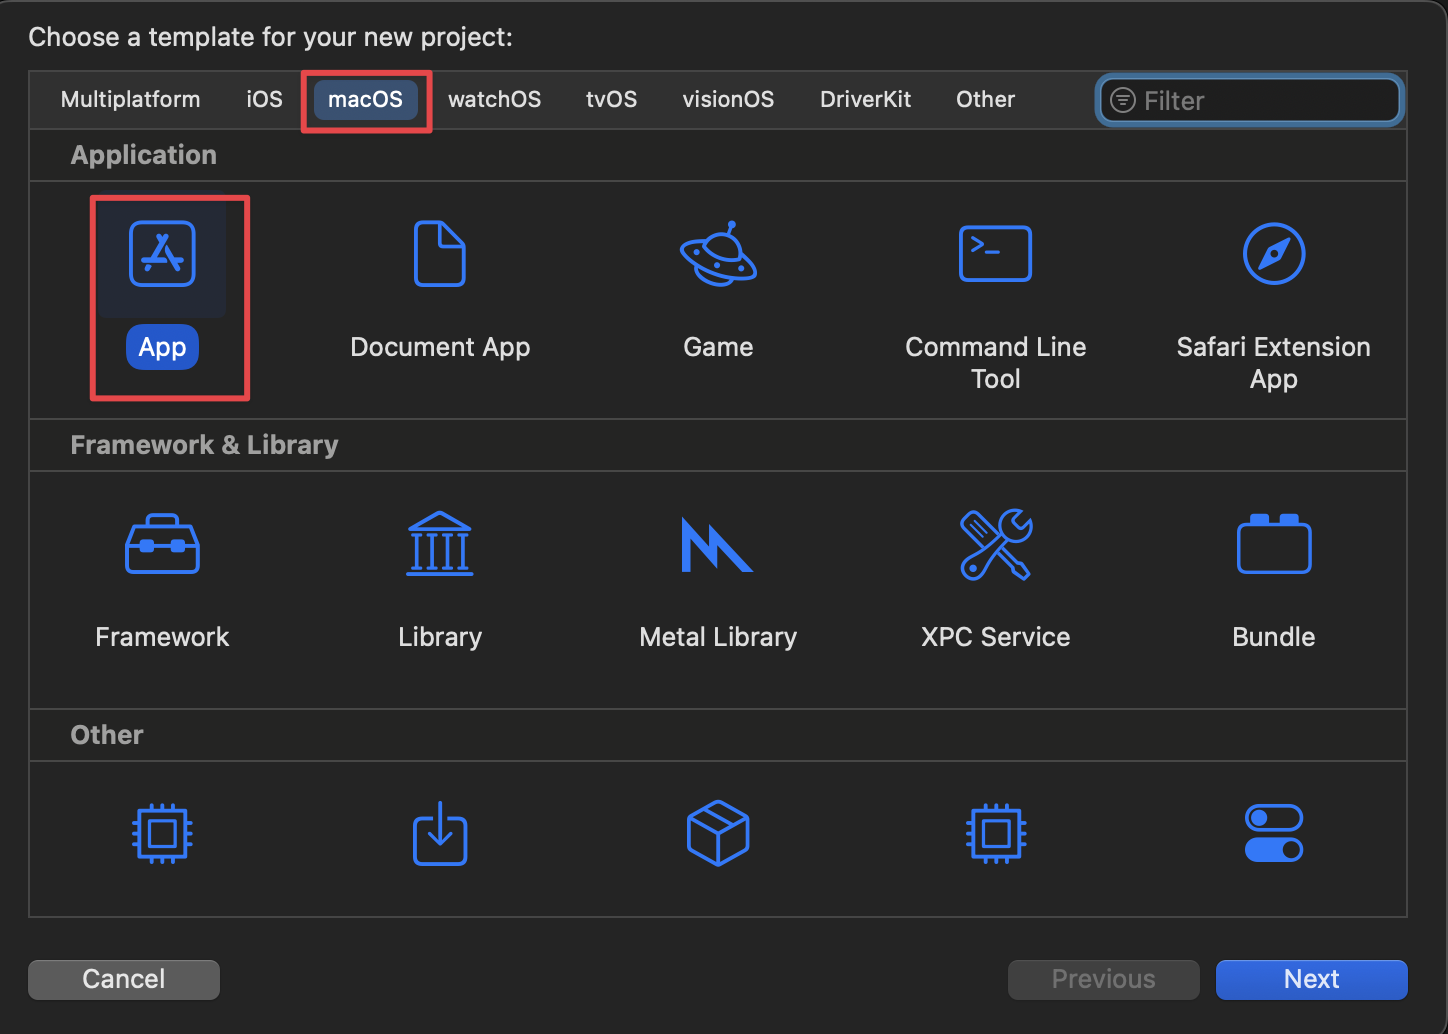 Choose a template for your new project:
Multiplatform iOS macOS watchOS tvOS visionOS DriverKit Other Filter
Application
App Document App Game Command Line Tool Safari Extension App
Framework & Library
Framework Library Metal Library XPC Service Bundle
Other
Cancel Previous Next